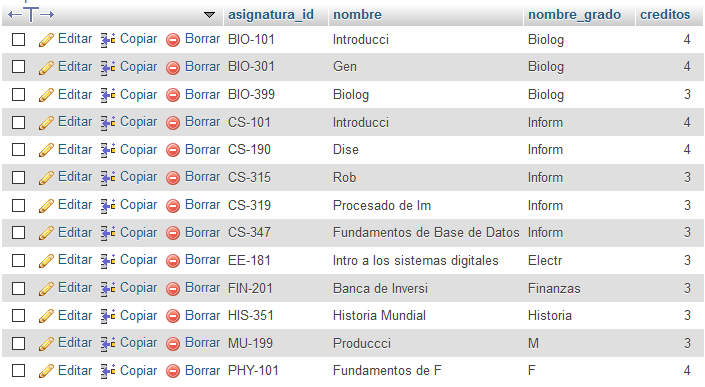 asignatura_id nombre nombre_grado creditos
Editar Copiar Borrar BIO-101 Introducci Biolog 4
Editar Copiar Borrar BIO-301 Gen Biolog 4
Editar Copiar Borrar BIO-399 Biolog Biolog 3
Editar Copiar Borrar CS-101 Introducci Inform 4
Editar Copiar Borrar CS-190 Dise Inform 4
Editar Copiar Borrar CS-315 Rob Inform 3
Editar Copiar Borrar CS-319 Procesado de Im Inform 3
Editar Copiar Borrar CS-347 Fundamentos de Base de Datos Inform 3
Editar Copiar Borrar EE-181 Intro a los sistemas digitales Electr 3
Editar Copiar Borrar FIN-201 Banca de Inversi Finanzas 3
Editar Copiar Borrar HIS-351 Historia Mundial Historia 3
Editar Copiar Borrar MU-199 Produccci M 3
Editar Copiar Borrar PHY-101 Fundamentos de F F 4